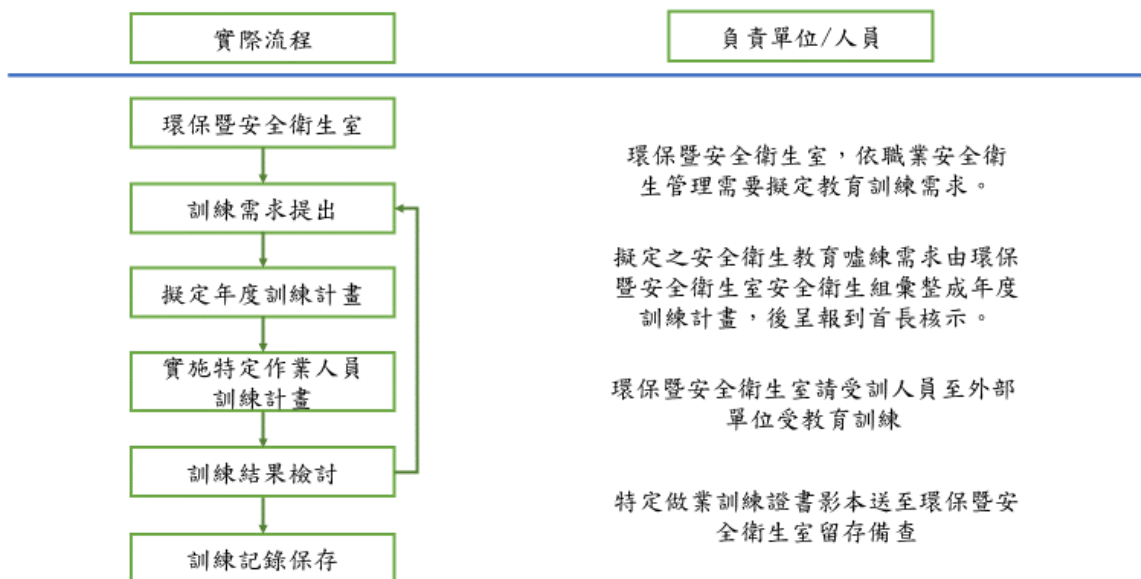 實際流程
負責單位/人員
環保暨安全衛生室
訓練需求提出
擬定年度訓練計畫
實施特定作業人員
訓練計畫
訓練結果檢討
訓練記錄保存
環保暨安全衛生室，依職業安全衛
生管理需要擬定教育訓練需求。
擬定之安全衛生教育噓練需求由環保
暨安全衛生室安全衛生組彙整成年度
訓練計畫，後呈報到首長核示。
環保暨安全衛生室請受訓人員至外部
單位受教育訓練
特定做業訓練證書影本送至環保暨安
全衛生室留存備查